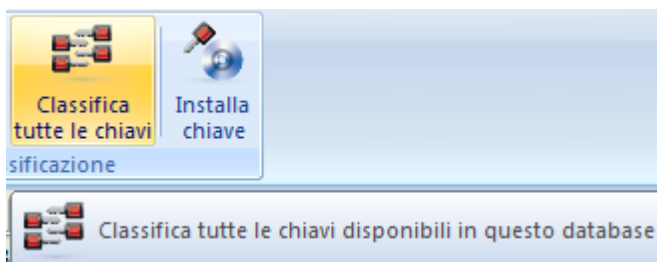 Classifica
tutte le chiavi
Installa
chiave
sificazione
Classifica tutte le chiavi disponibili in questo database